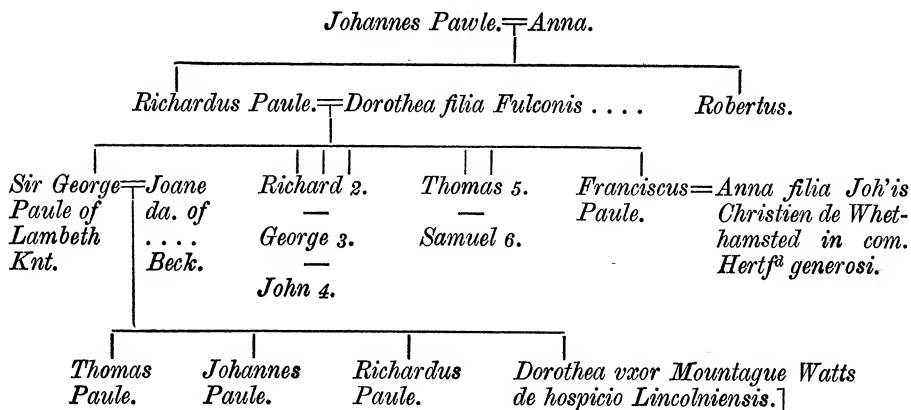 Johannes Pawle.=Anna.
Richardus Paule.=Dorothea filia Fulconis . . . . Robertus.
Sir George=Joane
Paule of da. of
Lambeth . . . .
Knt. Beck.
Richard 2.
—
George 3.
—
John 4.
Thomas 5.
—
Samuel 6.
Franciscus=Anna filia Joh'is
Paule. Christien de Whet-
hamsted in com.
Hertfᵈ generosi.
Thomas
Paule.
Johannes
Paule.
Richardus
Paule.
Dorothea vxor Mountague Watts
de hospicio Lincolniensis.]